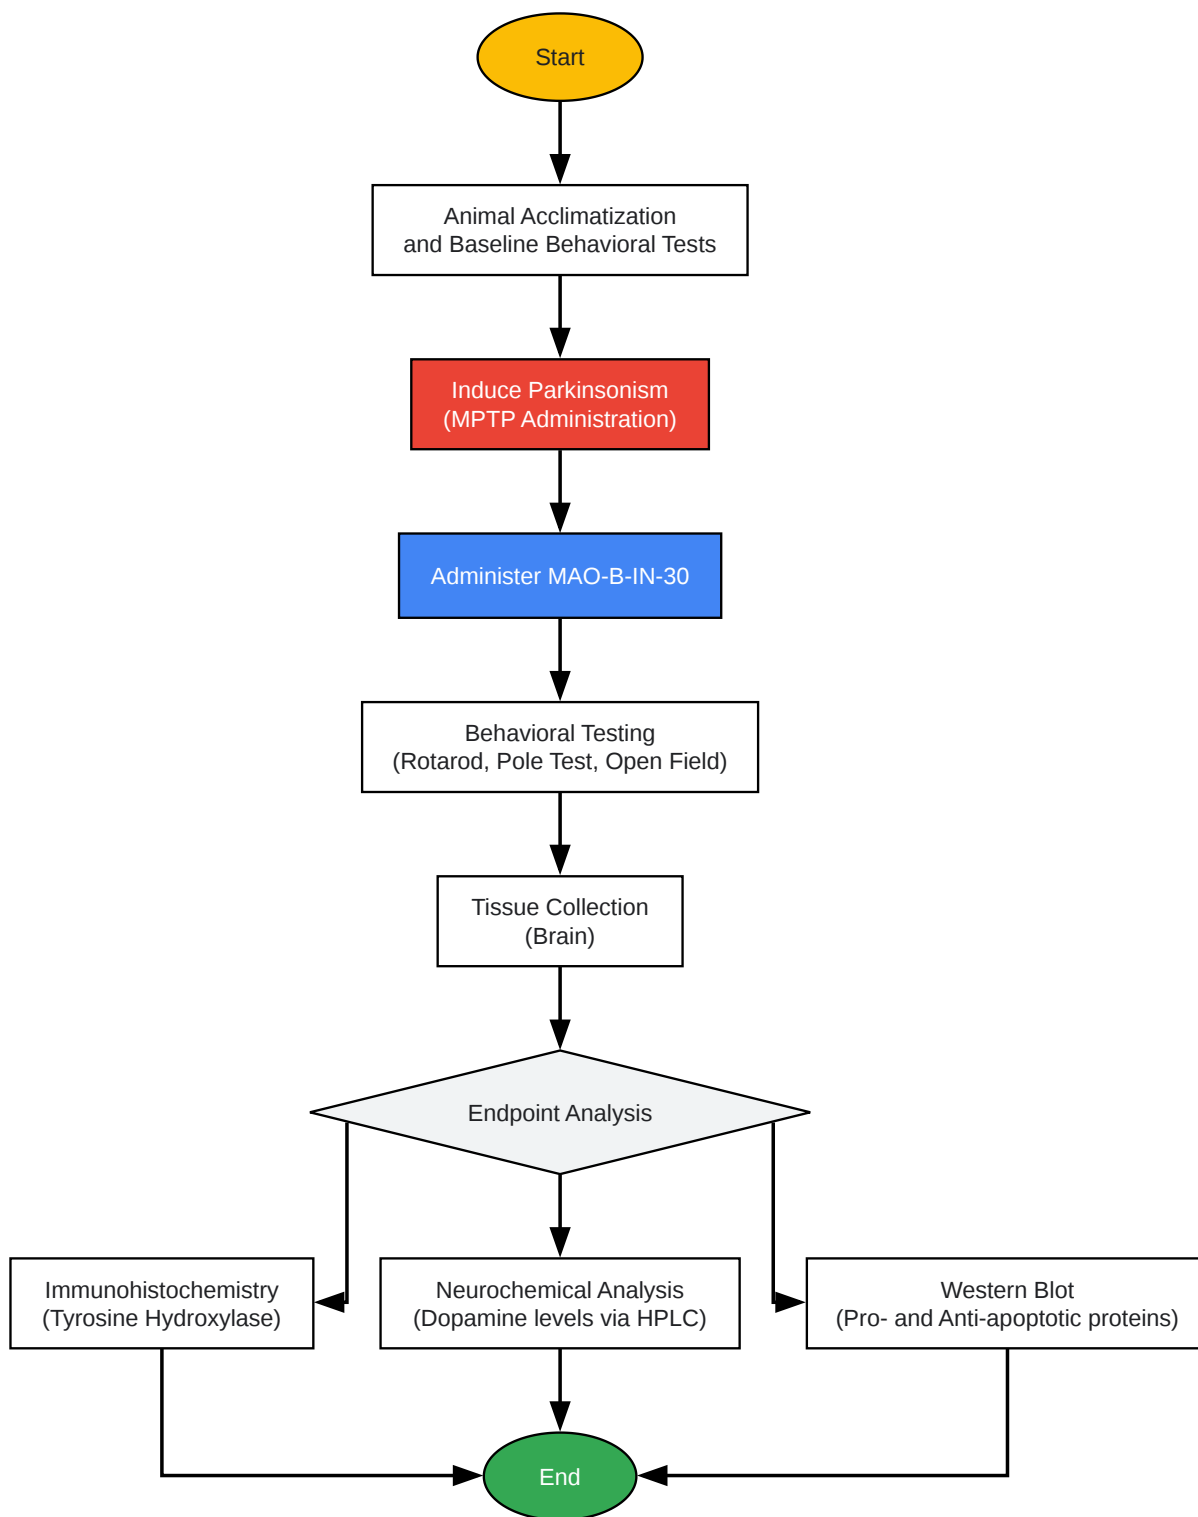 Start
Animal Acclimatization
and Baseline Behavioral Tests
Induce Parkinsonism
(MPTP Administration)
Administer MAO-B-IN-30
Behavioral Testing
(Rotarod, Pole Test, Open Field)
Tissue Collection
(Brain)
Endpoint Analysis
Immunohistochemistry
(Tyrosine Hydroxylase)
Neurochemical Analysis
(Dopamine levels via HPLC)
Western Blot
(Pro- and Anti-apoptotic proteins)
End